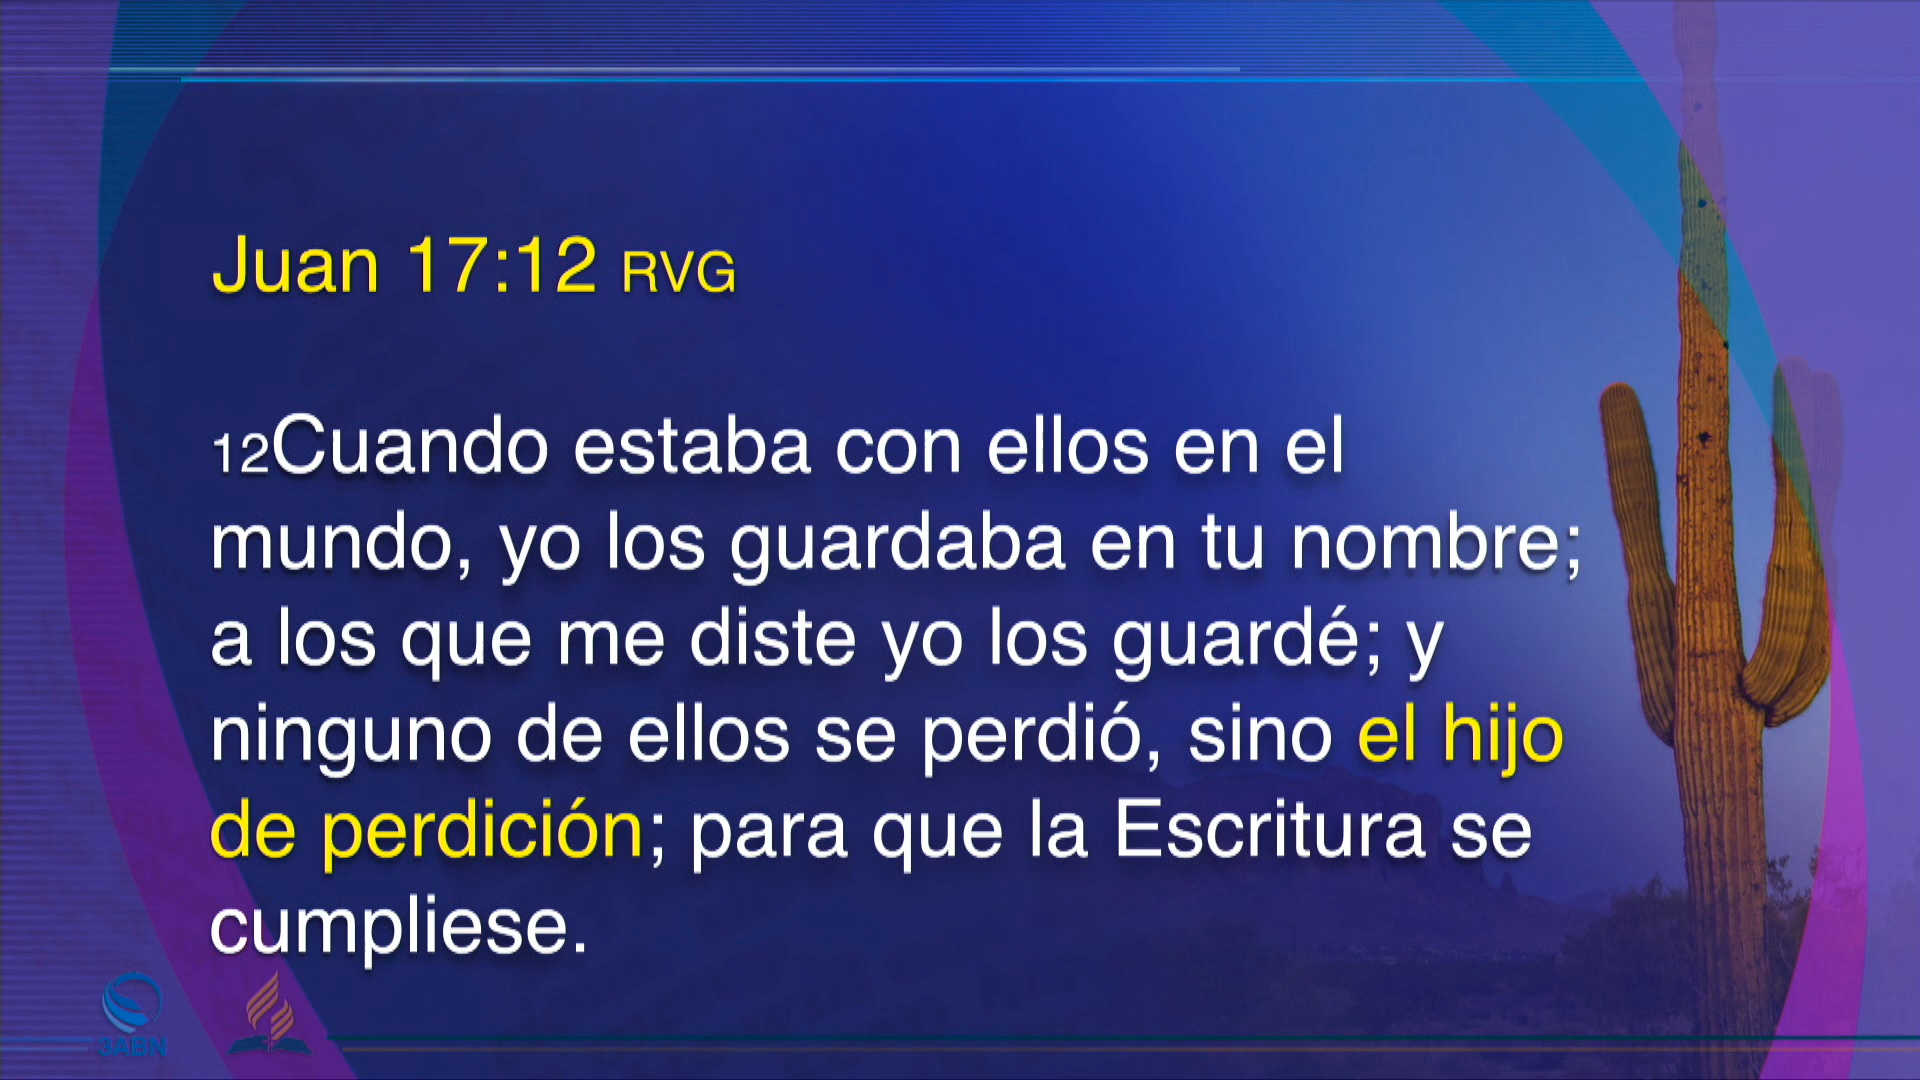 Juan 17:12 RVG
12Cuando estaba con ellos en el
mundo, yo los guardaba en tu nombre;
a los que me diste yo los guardé; y
ninguno de ellos se perdió, sino el hijo
de perdición; para que la Escritura se
cumpliese.
3ABN